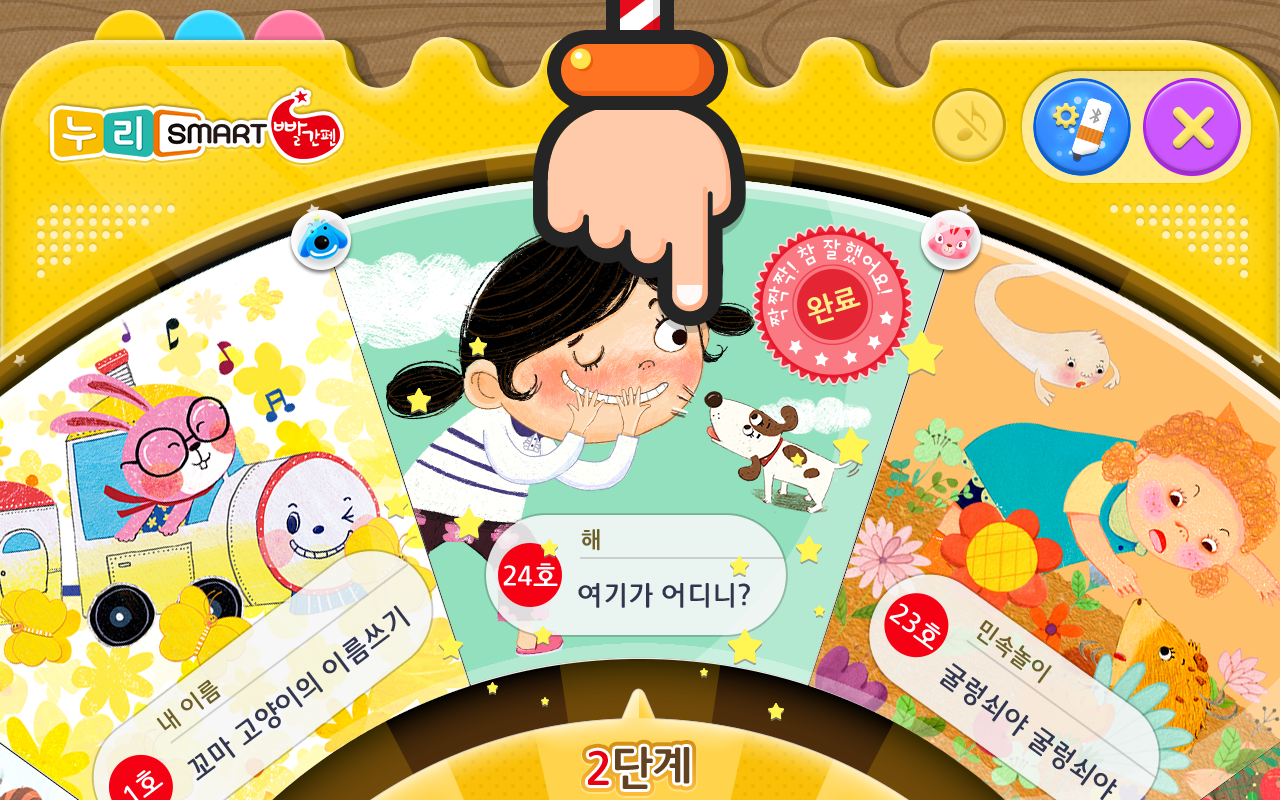 누리 SMART 빨간펜
짝짝짝! 참 잘했어요!
완료
내 이름
1호
꼬마 고양이의 이름쓰기
해
24호
여기가 어디니?
민속놀이
23호
굴렁쇠야 굴렁쇠야
2단계